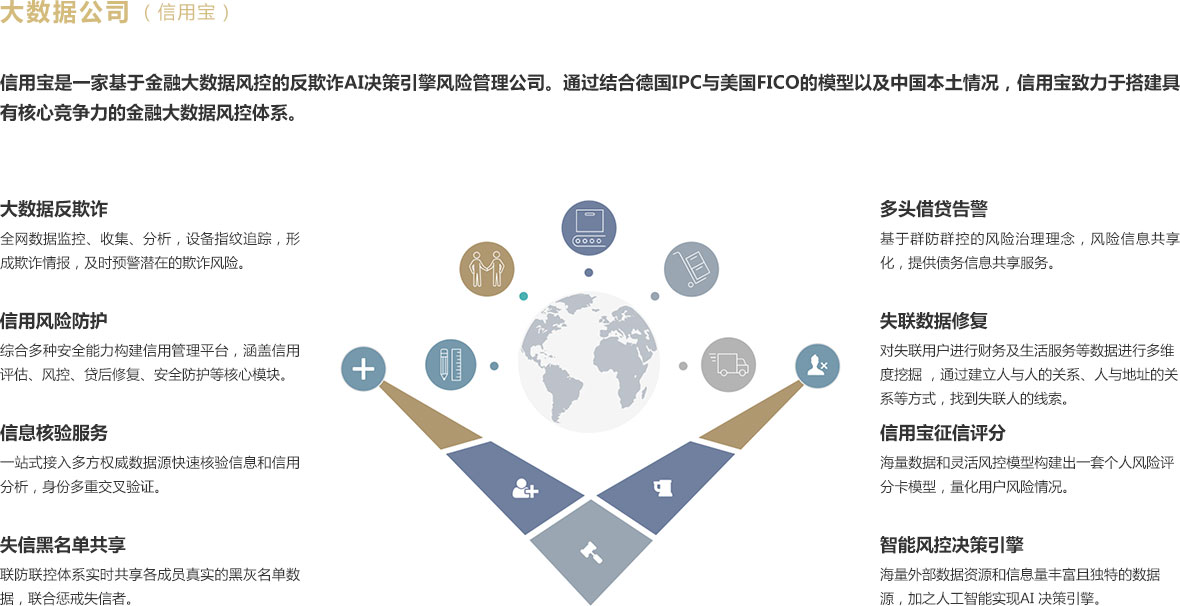 大数据公司（信用宝）
信用宝是一家基于金融大数据风控的反欺诈AI决策引擎风险管理公司。通过结合德国IPC与美国FICO的模型以及中国本土情况，信用宝致力于搭建具
有核心竞争力的金融大数据风控体系。
大数据反欺诈
全网数据监控、收集、分析，设备指纹追踪，形
成欺诈情报，及时预警潜在的欺诈风险。
信用风险防护
综合多种安全能力构建信用管理平台，涵盖信用
评估、风控、贷后修复、安全防护等核心模块。
信息核验服务
一站式接入多方权威数据源快速核验信息和信用
分析，身份多重交叉验证。
失信黑名单共享
联防联控体系实时共享各成员真实的黑灰名单数
据，联合惩戒失信者。
多头借贷告警
基于群防群控的风险治理理念，风险信息共享
化，提供债务信息共享服务。
失联数据修复
对失联用户进行财务及生活服务等数据进行多维
度挖掘 ，通过建立人与人的关系、人与地址的关
系等方式，找到失联人的线索。
信用宝征信评分
海量数据和灵活风控模型构建出一套个人风险评
分卡模型，量化用户风险情况。
智能风控决策引擎
海量外部数据资源和信息量丰富且独特的数据
源，加之人工智能实现AI 决策引擎。